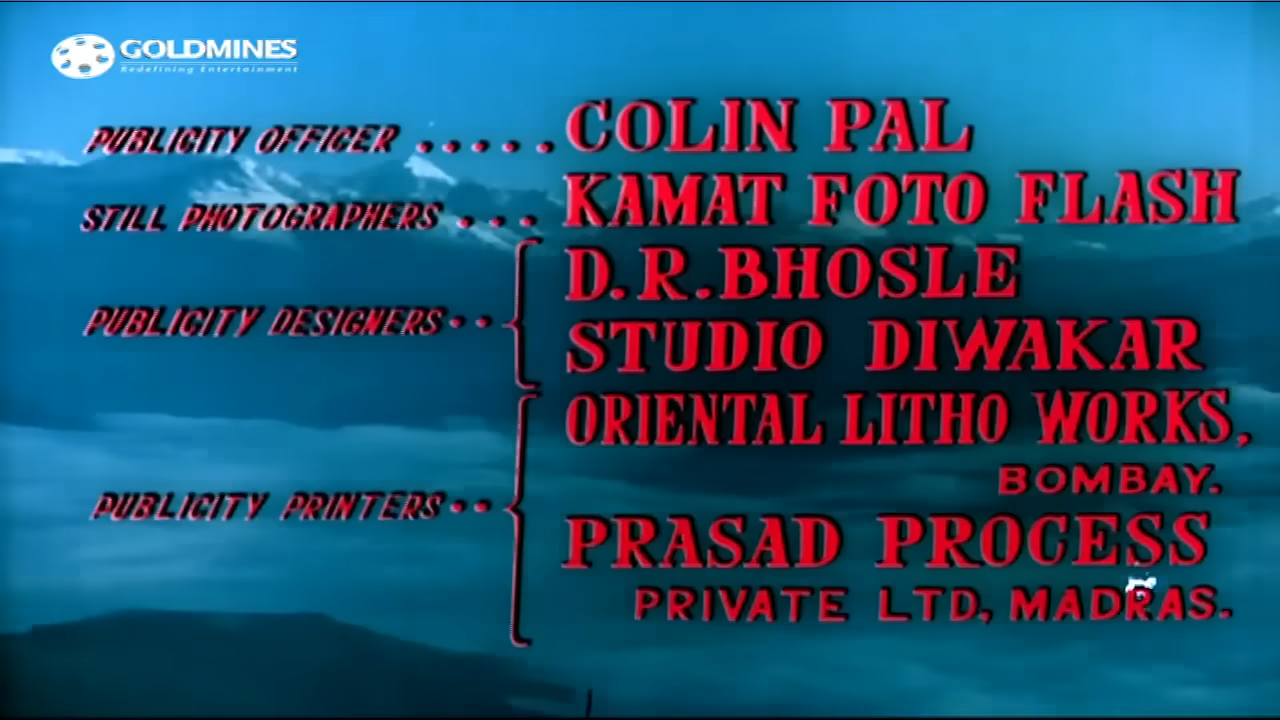 GOLDMINES
Redefining Entertainment
PUBLICITY OFFICER ..... COLIN PAL
STILL PHOTOGRAPHERS ... KAMAT FOTO FLASH
PUBLICITY DESIGNERS .. D.R.BHOSLE
STUDIO DIWAKAR
PUBLICITY PRINTERS .. ORIENTAL LITHO WORKS,
BOMBAY.
PRASAD PROCESS
PRIVATE LTD, MADRAS.